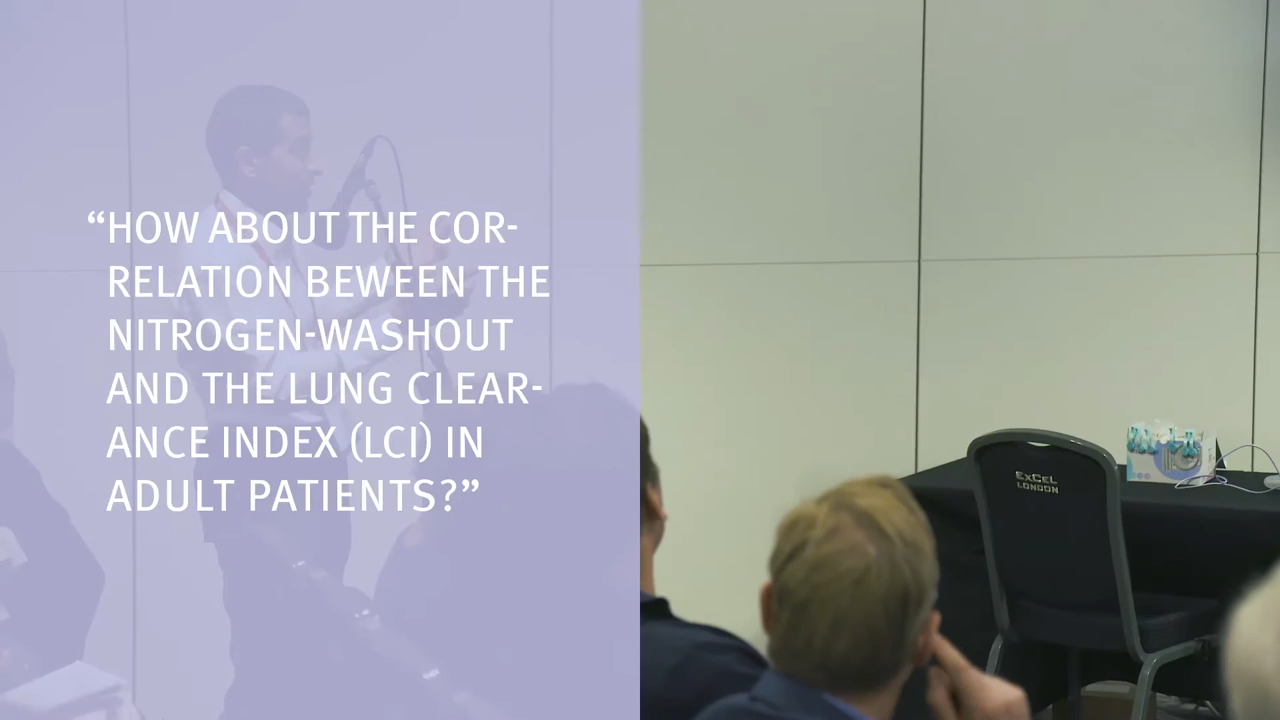 “HOW ABOUT THE COR-
RELATION BEWEEN THE
NITROGEN-WASHOUT
AND THE LUNG CLEAR-
ANCE INDEX (LCI) IN
ADULT PATIENTS?”
EXCEL
LONDON